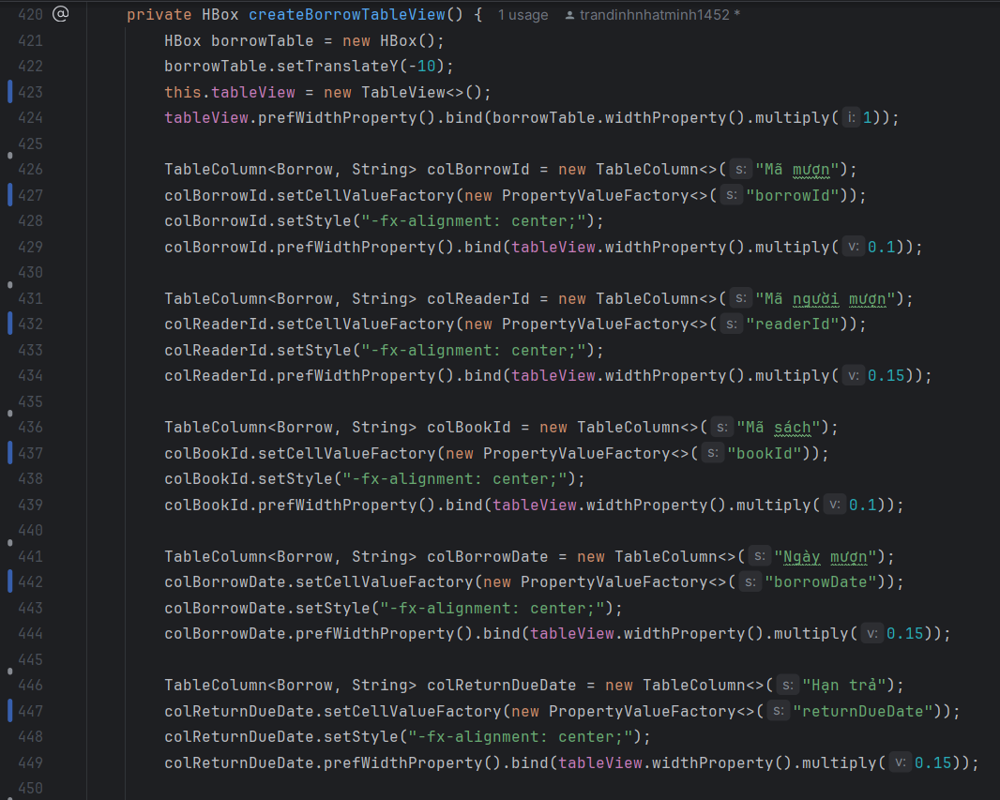 420 @ private HBox createBorrowTableView() { 1 usage trandinhnhatminh1452 *
421 HBox borrowTable = new HBox();
422 borrowTable.setTranslateY(-10);
423 this.tableView = new TableView<>();
424 tableView.prefWidthProperty().bind(borrowTable.widthProperty().multiply( i: 1));
425
426 TableColumn<Borrow, String> colBorrowId = new TableColumn<>( s: "Mã mượn");
427 colBorrowId.setCellValueFactory(new PropertyValueFactory<>( s: "borrowId"));
428 colBorrowId.setStyle("-fx-alignment: center;");
429 colBorrowId.prefWidthProperty().bind(tableView.widthProperty().multiply( v: 0.1));
430
431 TableColumn<Borrow, String> colReaderId = new TableColumn<>( s: "Mã người mượn");
432 colReaderId.setCellValueFactory(new PropertyValueFactory<>( s: "readerId"));
433 colReaderId.setStyle("-fx-alignment: center;");
434 colReaderId.prefWidthProperty().bind(tableView.widthProperty().multiply( v: 0.15));
435
436 TableColumn<Borrow, String> colBookId = new TableColumn<>( s: "Mã sách");
437 colBookId.setCellValueFactory(new PropertyValueFactory<>( s: "bookId"));
438 colBookId.setStyle("-fx-alignment: center;");
439 colBookId.prefWidthProperty().bind(tableView.widthProperty().multiply( v: 0.1));
440
441 TableColumn<Borrow, String> colBorrowDate = new TableColumn<>( s: "Ngày mượn");
442 colBorrowDate.setCellValueFactory(new PropertyValueFactory<>( s: "borrowDate"));
443 colBorrowDate.setStyle("-fx-alignment: center;");
444 colBorrowDate.prefWidthProperty().bind(tableView.widthProperty().multiply( v: 0.15));
445
446 TableColumn<Borrow, String> colReturnDueDate = new TableColumn<>( s: "Hạn trả");
447 colReturnDueDate.setCellValueFactory(new PropertyValueFactory<>( s: "returnDueDate"));
448 colReturnDueDate.setStyle("-fx-alignment: center;");
449 colReturnDueDate.prefWidthProperty().bind(tableView.widthProperty().multiply( v: 0.15));
450